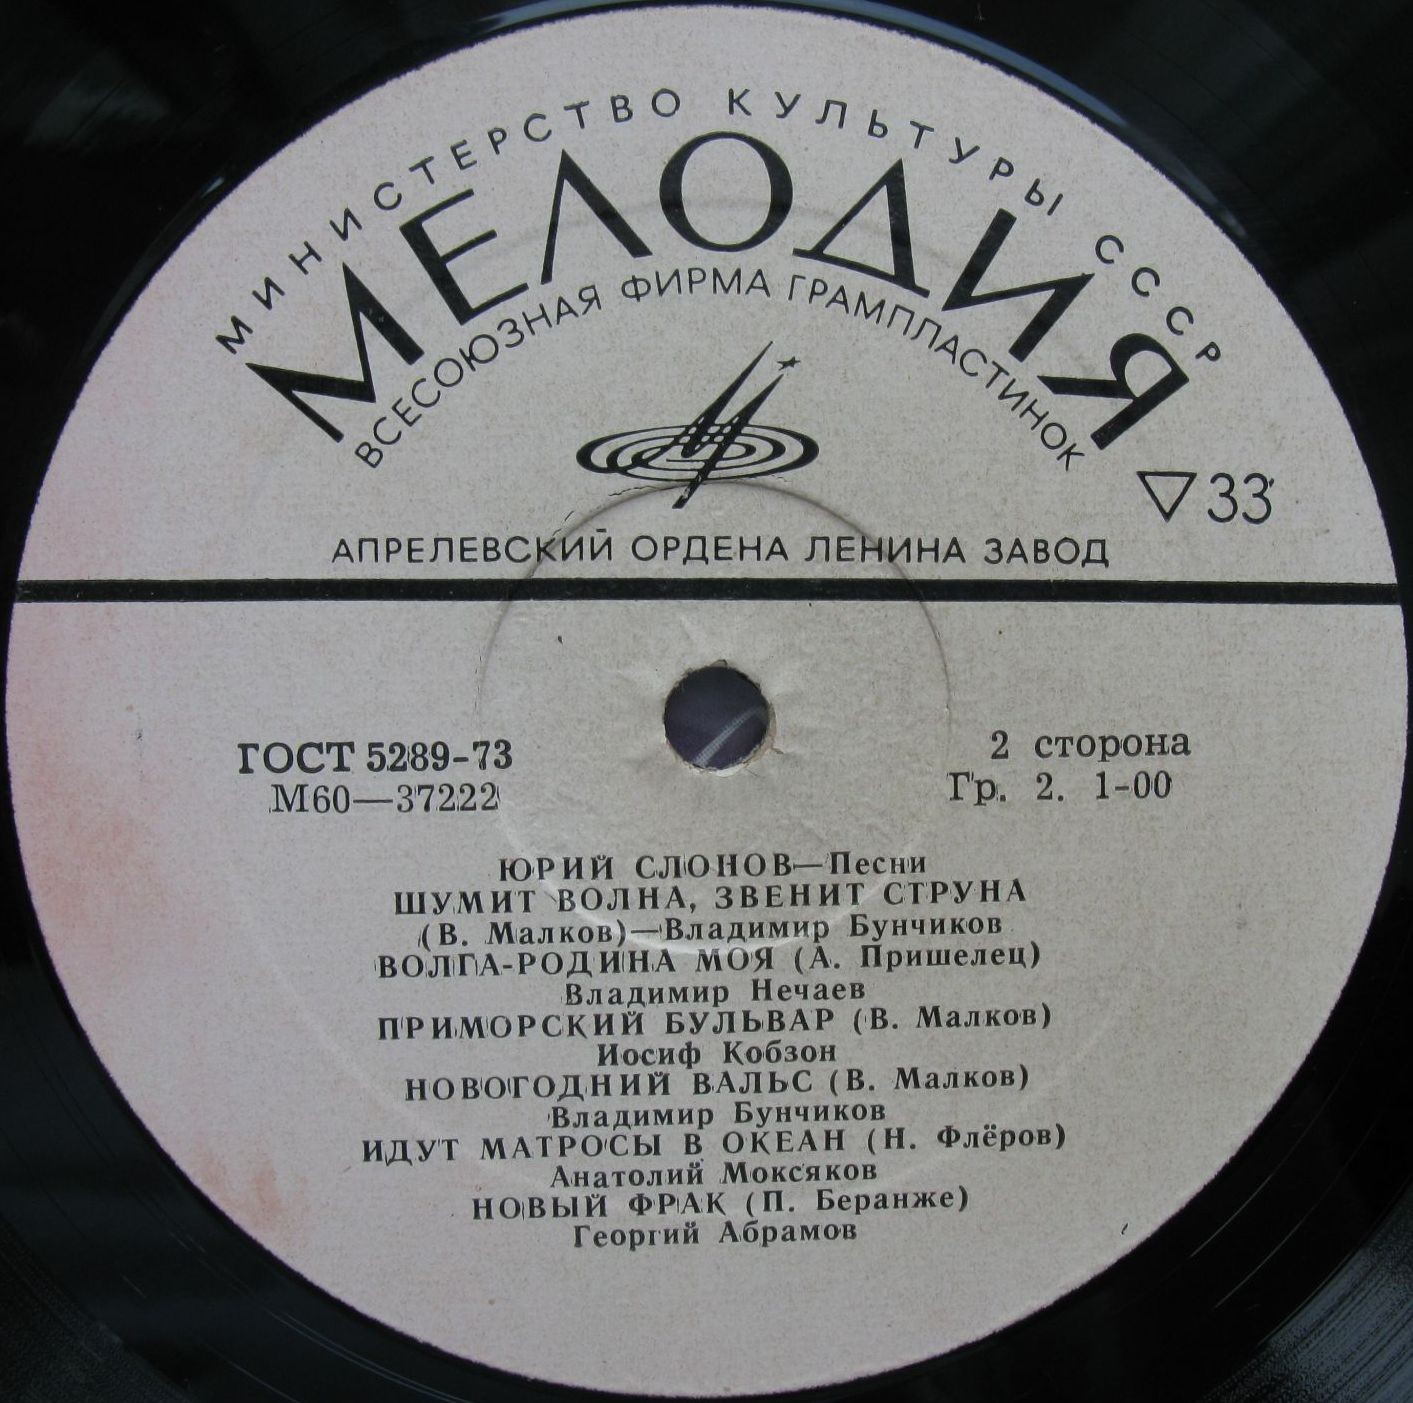 МИНИСТЕРСТВО КУЛЬТУРЫ СССР
МЕЛОДИЯ
ВСЕСОЮЗНАЯ ФИРМА ГРАМПЛАСТИНОК
33
АПРЕЛЕВСКИЙ ОРДЕНА ЛЕНИНА ЗАВОД
ГОСТ 5289-73
М60—37222
2 сторона
Гр. 2. 1-00
ЮРИЙ СЛОНОВ—Песни
ШУМИТ ВОЛНА, ЗВЕНИТ СТРУНА
(В. Малков)—Владимир Бунчиков
ВОЛГА-РОДИНА МОЯ (А. Пришелец)
Владимир Нечаев
ПРИМОРСКИЙ БУЛЬВАР (В. Малков)
Иосиф Кобзон
НОВОГОДНИЙ ВАЛЬС (В. Малков)
Владимир Бунчиков
ИДУТ МАТРОСЫ В ОКЕАН (Н. Флёров)
Анатолий Моксяков
НОВЫЙ ФРАК (П. Беранже)
Георгий Абрамов